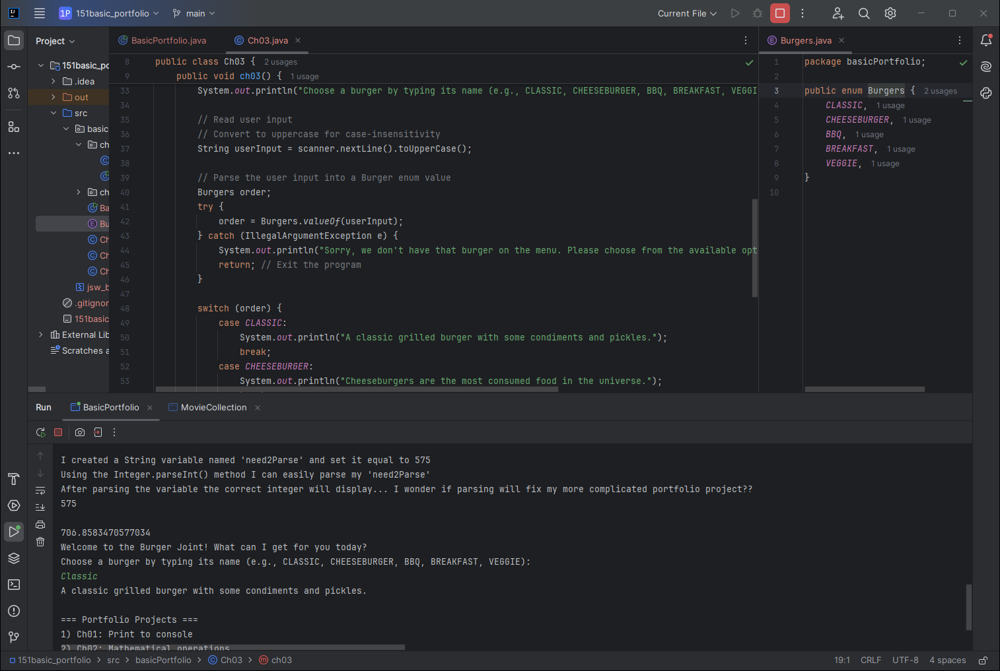 1P 151basic_portfolio main Current File
Project
151basic_po
.idea
out
src
basic
ch
ch
Ba
Bu
Ch
Ch
Ch
jsw_b
.gitignor
151basic
External Lib
Scratches a
BasicPortfolio.java Ch03.java
8 public class Ch03 { 2 usages
9 public void ch03() { 1 usage
33 System.out.println("Choose a burger by typing its name (e.g., CLASSIC, CHEESEBURGER, BBQ, BREAKFAST, VEGGI
34
35 // Read user input
36 // Convert to uppercase for case-insensitivity
37 String userInput = scanner.nextLine().toUpperCase();
38
39 // Parse the user input into a Burger enum value
40 Burgers order;
41 try {
42 order = Burgers.valueOf(userInput);
43 } catch (IllegalArgumentException e) {
44 System.out.println("Sorry, we don't have that burger on the menu. Please choose from the available opt
45 return; // Exit the program
46 }
47
48 switch (order) {
49 case CLASSIC:
50 System.out.println("A classic grilled burger with some condiments and pickles.");
51 break;
52 case CHEESEBURGER:
53 System.out.println("Cheeseburgers are the most consumed food in the universe.");
Burgers.java
1 package basicPortfolio;
2
3 public enum Burgers { 2 usages
4 CLASSIC, 1 usage
5 CHEESEBURGER, 1 usage
6 BBQ, 1 usage
7 BREAKFAST, 1 usage
8 VEGGIE, 1 usage
9 }
10
Run BasicPortfolio MovieCollection
I created a String variable named 'need2Parse' and set it equal to 575
Using the Integer.parseInt() method I can easily parse my 'need2Parse'
After parsing the variable the correct integer will display... I wonder if parsing will fix my more complicated portfolio project??
575
706.8583470577034
Welcome to the Burger Joint! What can I get for you today?
Choose a burger by typing its name (e.g., CLASSIC, CHEESEBURGER, BBQ, BREAKFAST, VEGGIE):
Classic
A classic grilled burger with some condiments and pickles.
=== Portfolio Projects ===
1) Ch01: Print to console
2) Ch02: Mathematical operations
151basic_portfolio > src > basicPortfolio > Ch03 > ch03 19:1 CRLF UTF-8 4 spaces